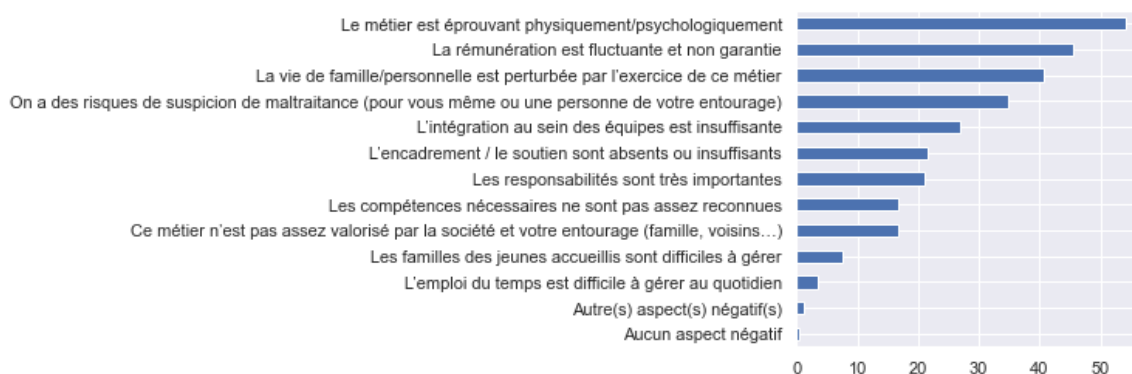 Le métier est éprouvant physiquement/psychologiquement
La rémunération est fluctuante et non garantie
La vie de famille/personnelle est perturbée par l'exercice de ce métier
On a des risques de suspicion de maltraitance (pour vous même ou une personne de votre entourage)
L'intégration au sein des équipes est insuffisante
L'encadrement / le soutien sont absents ou insuffisants
Les responsabilités sont très importantes
Les compétences nécessaires ne sont pas assez reconnues
Ce métier n'est pas assez valorisé par la société et votre entourage (famille, voisins…)
Les familles des jeunes accueillis sont difficiles à gérer
L'emploi du temps est difficile à gérer au quotidien
Autre(s) aspect(s) négatif(s)
Aucun aspect négatif
0 10 20 30 40 50